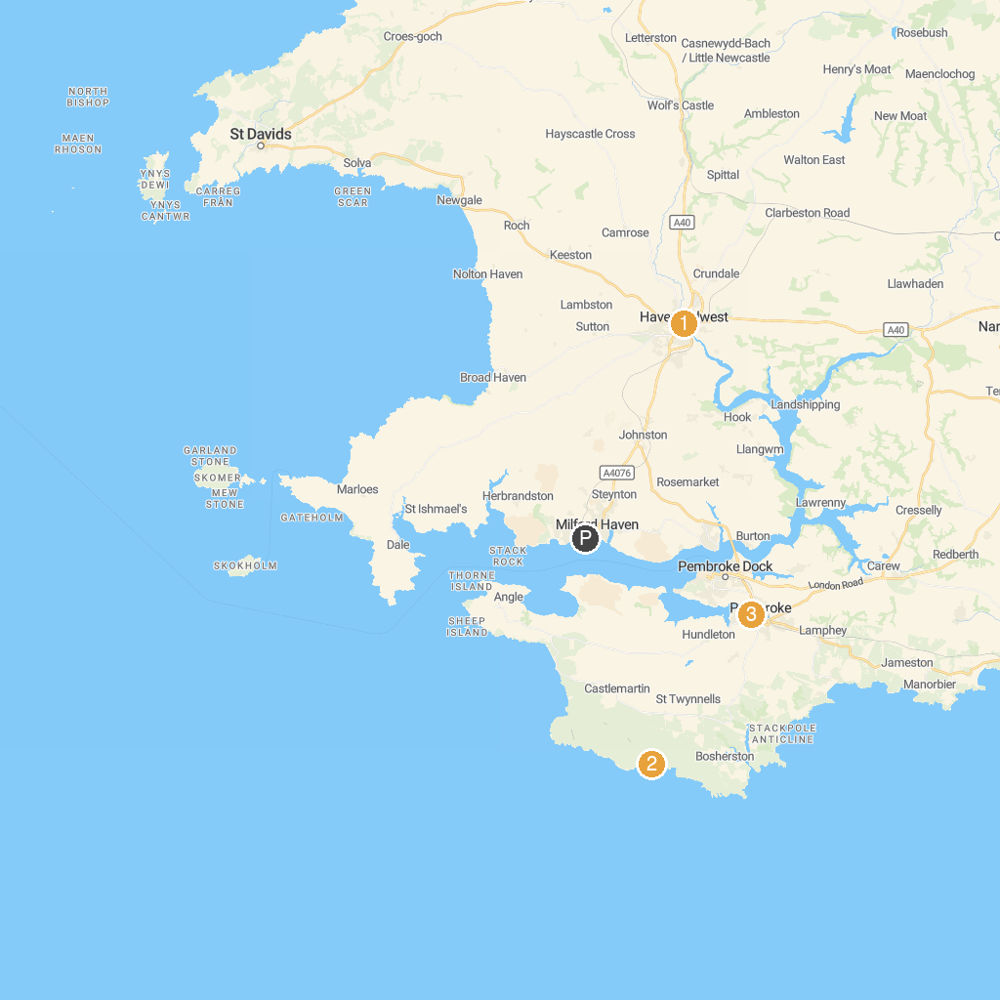 Croes-goch
Letterston
Casnewydd-Bach
/ Little Newcastle
Rosebush
Henry's Moat
Maenclochog
NORTH
BISHOP
Wolf's Castle
Ambleston
New Moat
MAEN
RHOSON
St Davids
Hayscastle Cross
Solva
Walton East
YNYS
DEWI
Spittal
CARREG
FRÂN
GREEN
SCAR
YNYS
CANTWR
Newgale
Clarbeston Road
A40
Roch
Camrose
Keeston
Nolton Haven
Crundale
Llawhaden
Lambston
Sutton
1
A40
Broad Haven
Landshipping
Hook
Johnston
Llangwm
GARLAND
STONE
SKOMER
MEW
STONE
A4076
Rosemarket
Marloes
Herbrandston
Steynton
Lawrenny
Cresselly
St Ishmael's
GATEHOLM
Milford Haven
P
Dale
Burton
STACK
ROCK
Redberth
SKOKHOLM
Pembroke Dock
Carew
THORNE
ISLAND
London Road
Angle
3
SHEEP
ISLAND
Hundleton
Lamphey
Jameston
Manorbier
Castlemartin
St Twynnells
STACKPOLE
ANTICLINE
Bosherston
2